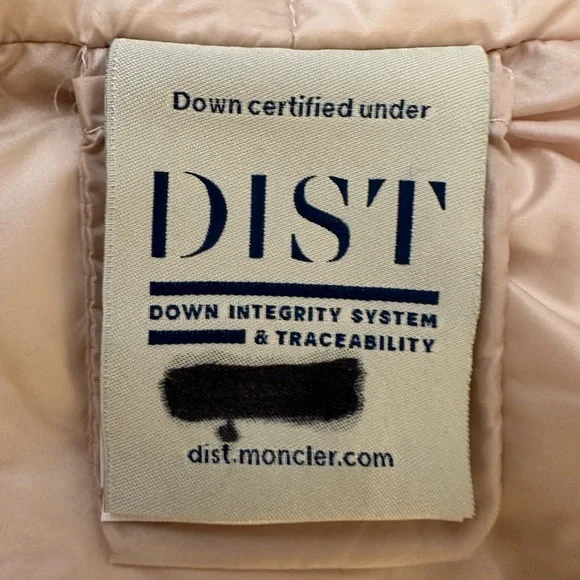 Down certified under
DIST
DOWN INTEGRITY SYSTEM
& TRACEABILITY
dist.moncler.com